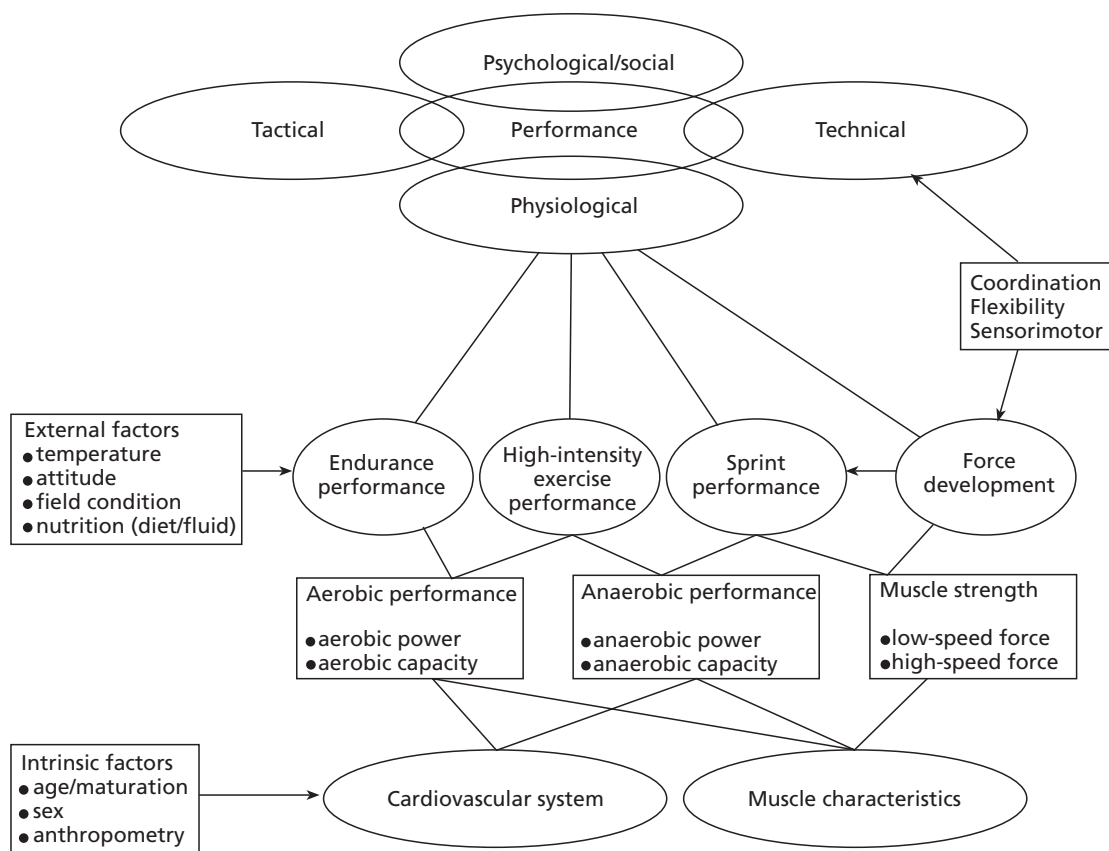 Psychological/social
Tactical
Performance
Technical
Physiological
Coordination
Flexibility
Sensorimotor
External factors
● temperature
● attitude
● field condition
● nutrition (diet/fluid)
Endurance
performance
High-intensity
exercise
performance
Sprint
performance
Force
development
Aerobic performance
● aerobic power
● aerobic capacity
Anaerobic performance
● anaerobic power
● anaerobic capacity
Muscle strength
● low-speed force
● high-speed force
Intrinsic factors
● age/maturation
● sex
● anthropometry
Cardiovascular system
Muscle characteristics